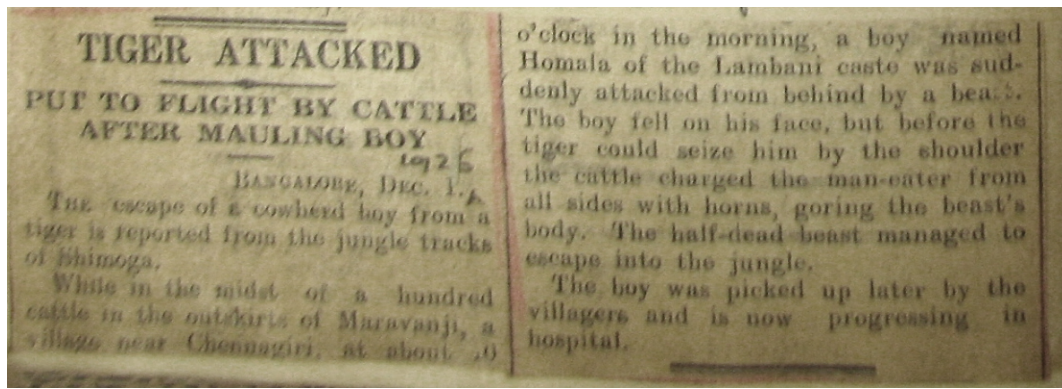 TIGER ATTACKED
PUT TO FLIGHT BY CATTLE
AFTER MAULING BOY
BANGALORE, DEC. 1.
THE escape of a cowherd boy from a
tiger is reported from the jungle tracks
of Shimoga.
While in the midst of a hundred
cattle in the outskirts of Maravanji, a
village near Chennagiri, at about
o'clock in the morning, a boy named
Homala of the Lambani caste was sud-
denly attacked from behind by a
The boy fell on his face, but before the
tiger could seize him by the shoulder
the cattle charged the man-eater from
all sides with horns, goring the beast's
body. The half-dead beast managed to
escape into the jungle.
The boy was picked up later by the
villagers and is now progressing in
hospital.